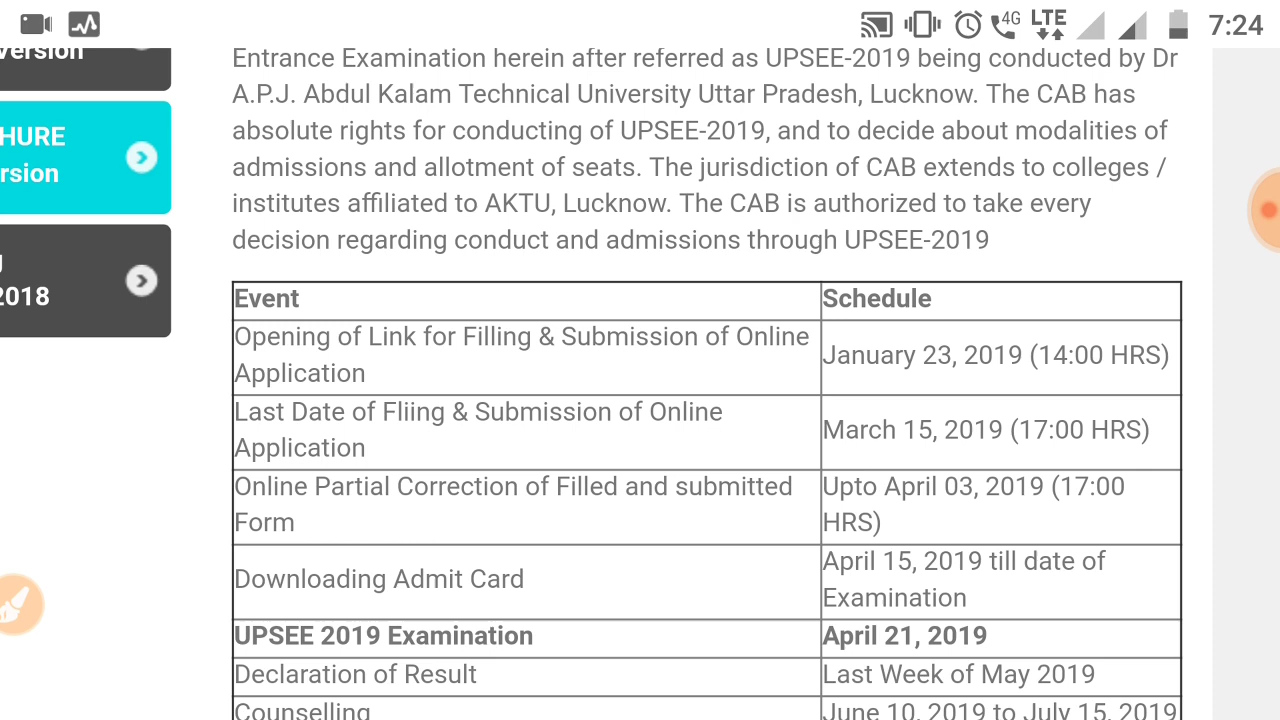 4G
LTE
7:24
version
HURE
rsion
2018
Entrance Examination herein after referred as UPSEE-2019 being conducted by Dr
A.P.J. Abdul Kalam Technical University Uttar Pradesh, Lucknow. The CAB has
absolute rights for conducting of UPSEE-2019, and to decide about modalities of
admissions and allotment of seats. The jurisdiction of CAB extends to colleges /
institutes affiliated to AKTU, Lucknow. The CAB is authorized to take every
decision regarding conduct and admissions through UPSEE-2019
Event
Schedule
Opening of Link for Filling & Submission of Online
Application
January 23, 2019 (14:00 HRS)
Last Date of Fliing & Submission of Online
Application
March 15, 2019 (17:00 HRS)
Online Partial Correction of Filled and submitted
Form
Upto April 03, 2019 (17:00
HRS)
Downloading Admit Card
April 15, 2019 till date of
Examination
UPSEE 2019 Examination
April 21, 2019
Declaration of Result
Last Week of May 2019
Counselling
June 10, 2019 to July 15, 2019